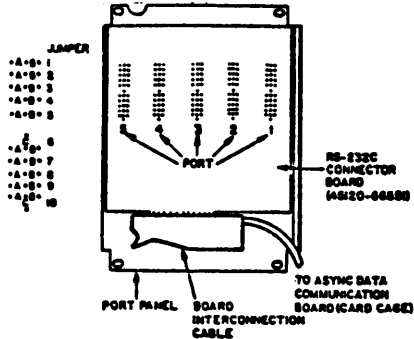 JUMPER
•A•B• 1
•A•B• 2
•A•B• 3
•A•B• 4
•A•B• 5
6
•A•B• 7
•A•B• 8
•A•B• 9
10
5 4 3 2 1
PORT
RS-232C
CONNECTOR
BOARD
TO ASYNC DATA
COMMUNICATION
BOARD (CARD CAGE)
PORT PANEL
BOARD
INTERCONNECTION
CABLE